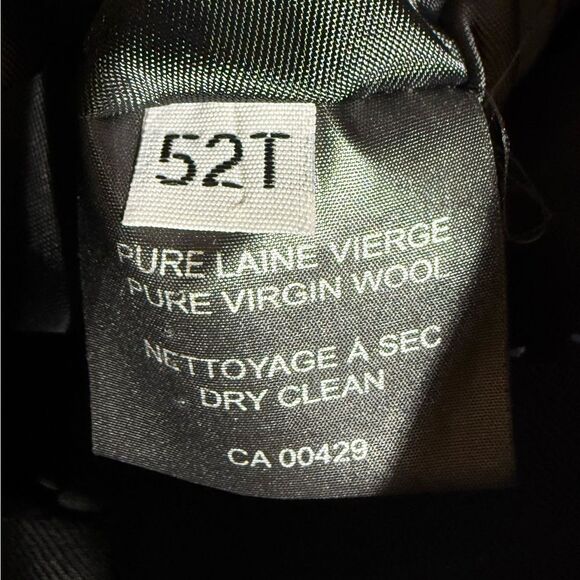 52T
PURE LAINE VIERGE
PURE VIRGIN WOOL
NETTOYAGE A SEC
DRY CLEAN
CA 00429